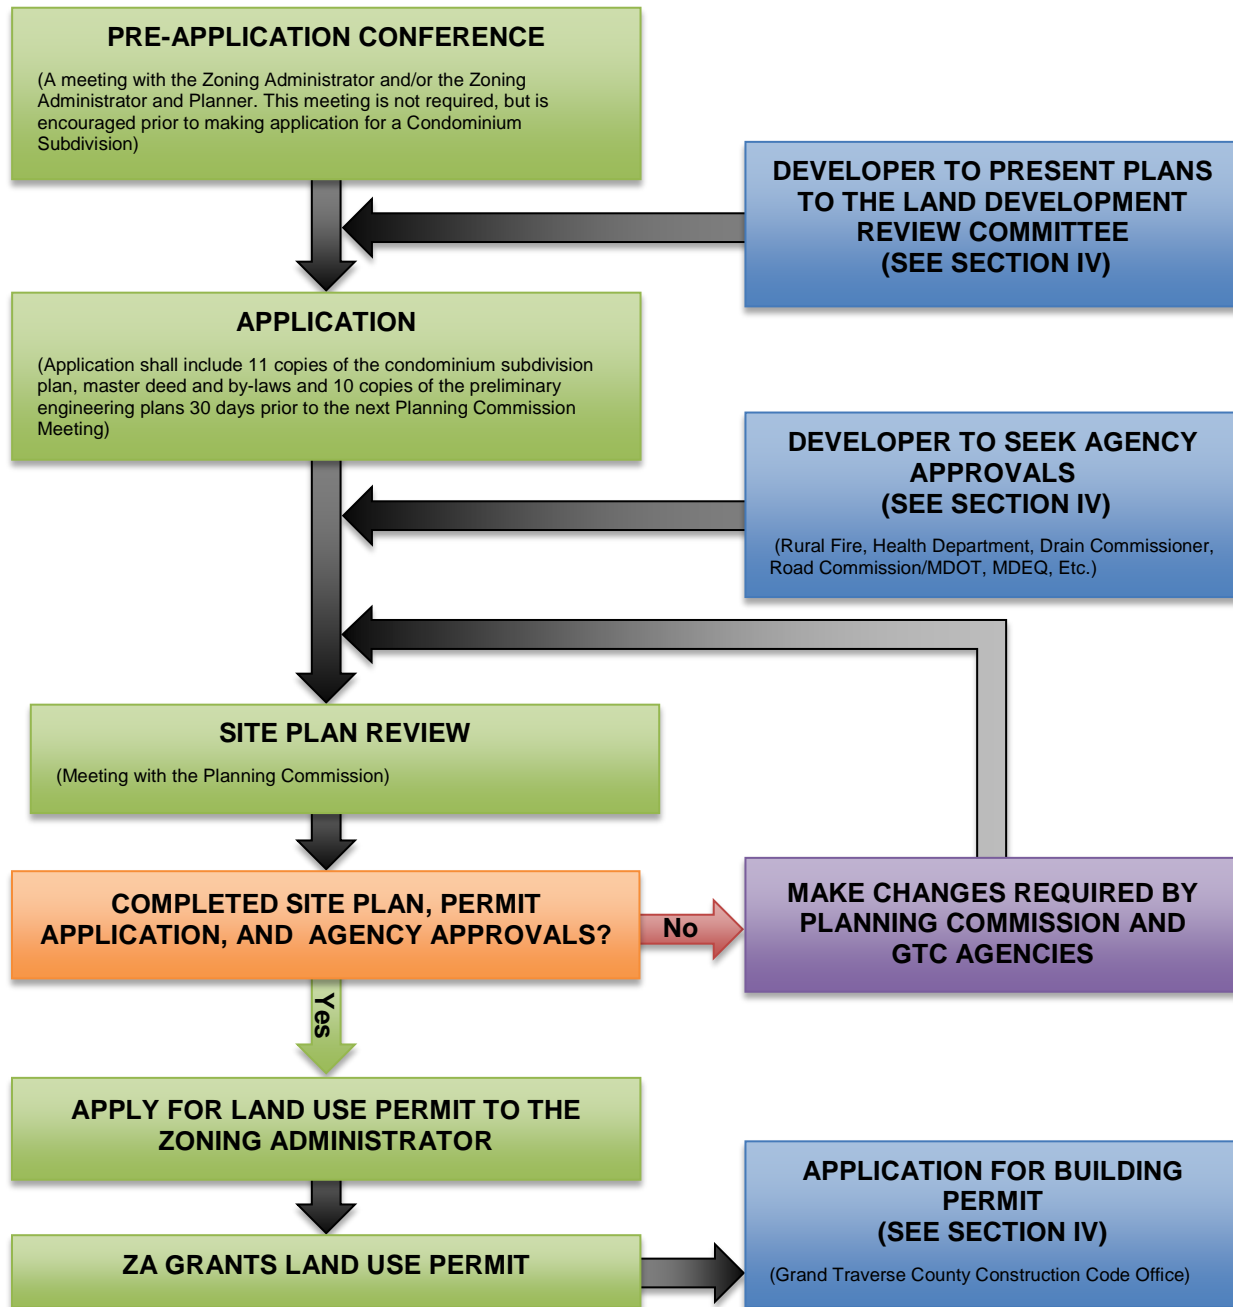 PRE-APPLICATION CONFERENCE
(A meeting with the Zoning Administrator and/or the Zoning
Administrator and Planner. This meeting is not required, but is
encouraged prior to making application for a Condominium
Subdivision)
DEVELOPER TO PRESENT PLANS
TO THE LAND DEVELOPMENT
REVIEW COMMITTEE
(SEE SECTION IV)
APPLICATION
(Application shall include 11 copies of the condominium subdivision
plan, master deed and by-laws and 10 copies of the preliminary
engineering plans 30 days prior to the next Planning Commission
Meeting)
DEVELOPER TO SEEK AGENCY
APPROVALS
(SEE SECTION IV)
(Rural Fire, Health Department, Drain Commissioner,
Road Commission/MDOT, MDEQ, Etc.)
SITE PLAN REVIEW
(Meeting with the Planning Commission)
COMPLETED SITE PLAN, PERMIT
APPLICATION, AND AGENCY APPROVALS?
No
MAKE CHANGES REQUIRED BY
PLANNING COMMISSION AND
GTC AGENCIES
Yes
APPLY FOR LAND USE PERMIT TO THE
ZONING ADMINISTRATOR
ZA GRANTS LAND USE PERMIT
APPLICATION FOR BUILDING
PERMIT
(SEE SECTION IV)
(Grand Traverse County Construction Code Office)